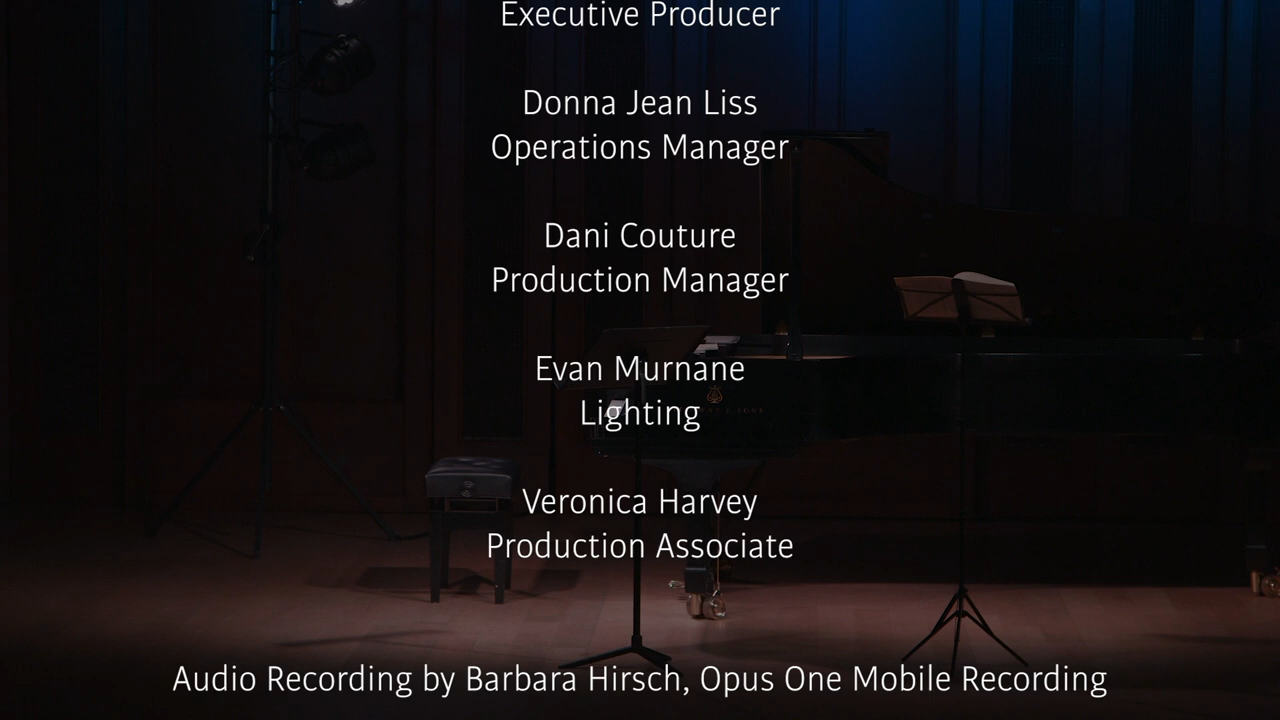 Executive Producer
Donna Jean Liss
Operations Manager
Dani Couture
Production Manager
Evan Murnane
Lighting
Veronica Harvey
Production Associate
Audio Recording by Barbara Hirsch, Opus One Mobile Recording